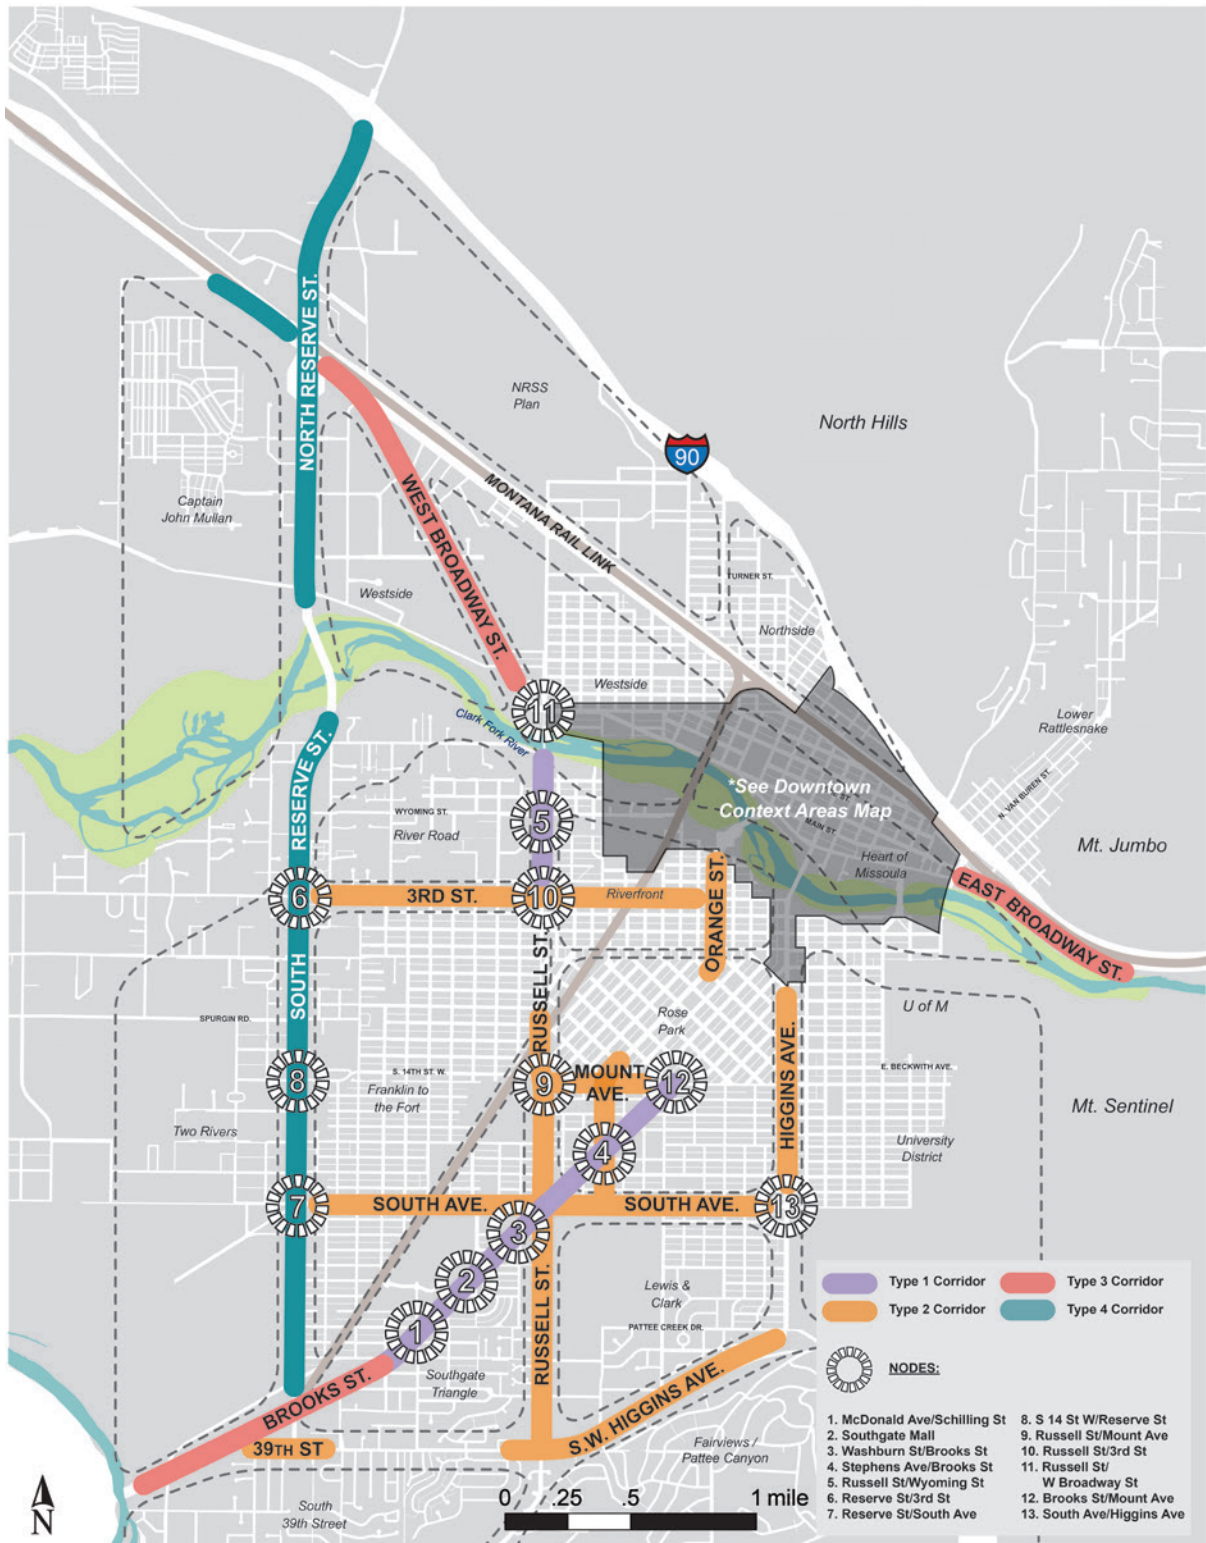 NORTH RESERVE ST.
NRSS
Plan
North Hills
90
MONTANA RAIL LINK
WEST BROADWAY ST.
Captain
John Mullan
Westside
TURNER ST.
Northside
Westside
Lower
Rattlesnake
11
Clark Fork River
N. VAN BUREN ST.
*See Downtown
Context Areas Map
ST.
MAIN ST.
WYOMING ST.
River Road
5
Heart of
Missoula
Mt. Jumbo
SOUTH RESERVE ST.
6
3RD ST.
10
Riverfront
ORANGE ST.
EAST BROADWAY ST.
RUSSELL ST.
Rose
Park
U of M
SPURGIN RD.
HIGGINS AVE.
8
S. 14TH ST. W.
Franklin to
the Fort
9
MOUNT
AVE.
12
E. BECKWITH AVE.
Mt. Sentinel
Two Rivers
4
University
District
7
SOUTH AVE.
SOUTH AVE.
13
3
2
RUSSELL ST.
Lewis &
Clark
1
PATTEE CREEK DR.
Southgate
Triangle
BROOKS ST.
39TH ST
S.W. HIGGINS AVE.
Fairviews /
Pattee Canyon
South
39th Street
N
0 .25 .5 1 mile
Type 1 Corridor
Type 3 Corridor
Type 2 Corridor
Type 4 Corridor
NODES:
1. McDonald Ave/Schilling St
2. Southgate Mall
3. Washburn St/Brooks St
4. Stephens Ave/Brooks St
5. Russell St/Wyoming St
6. Reserve St/3rd St
7. Reserve St/South Ave
8. S 14 St W/Reserve St
9. Russell St/Mount Ave
10. Russell St/3rd St
11. Russell St/
W Broadway St
12. Brooks St/Mount Ave
13. South Ave/Higgins Ave